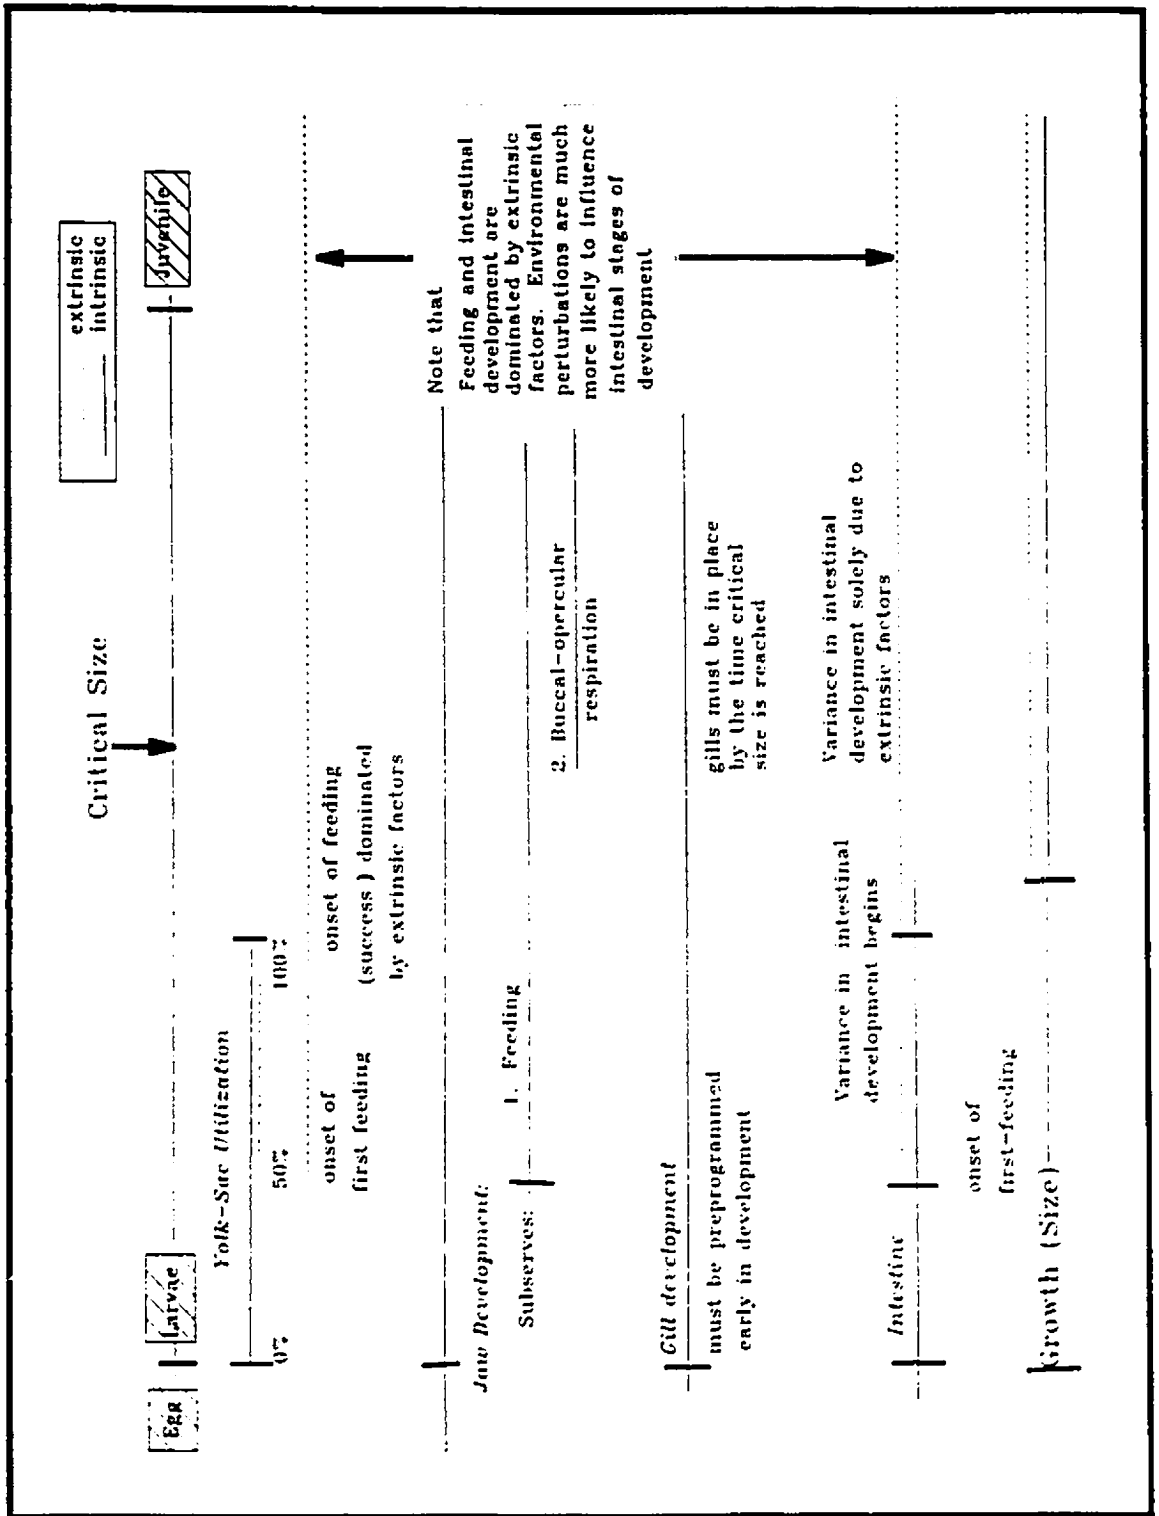 extrinsic
intrinsic
Critical Size
Egg
Larvae
Juvenile
Yolk-Sac Utilization
0%
50%
100%
onset of
first feeding
onset of feeding
(success ) dominated
by extrinsic factors
Jaw Development:
Subserves:
1. Feeding
2. Buccal-opercular
respiration
Note that
Feeding and intestinal
development are
dominated by extrinsic
factors. Environmental
perturbations are much
more likely to influence
intestinal stages of
development
Gill development
must be preprogrammed
early in development
gills must be in place
by the time critical
size is reached
Intestine
Variance in intestinal
development begins
Variance in intestinal
development solely due to
extrinsic factors
onset of
first-feeding
Growth (Size)